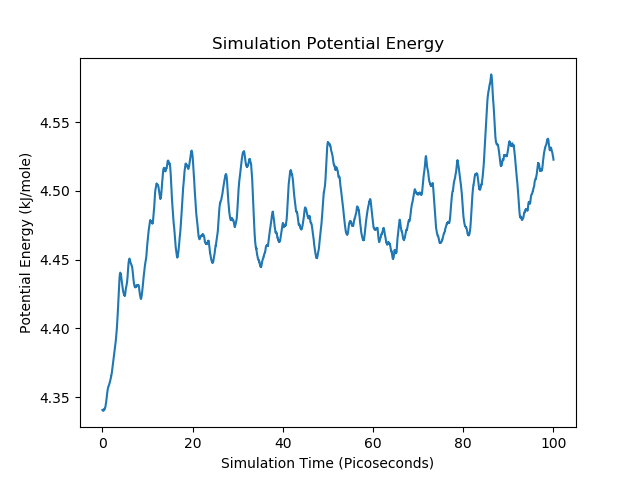 Simulation Potential Energy
Potential Energy (kJ/mole)
4.55
4.50
4.45
4.40
4.35
0 20 40 60 80 100
Simulation Time (Picoseconds)